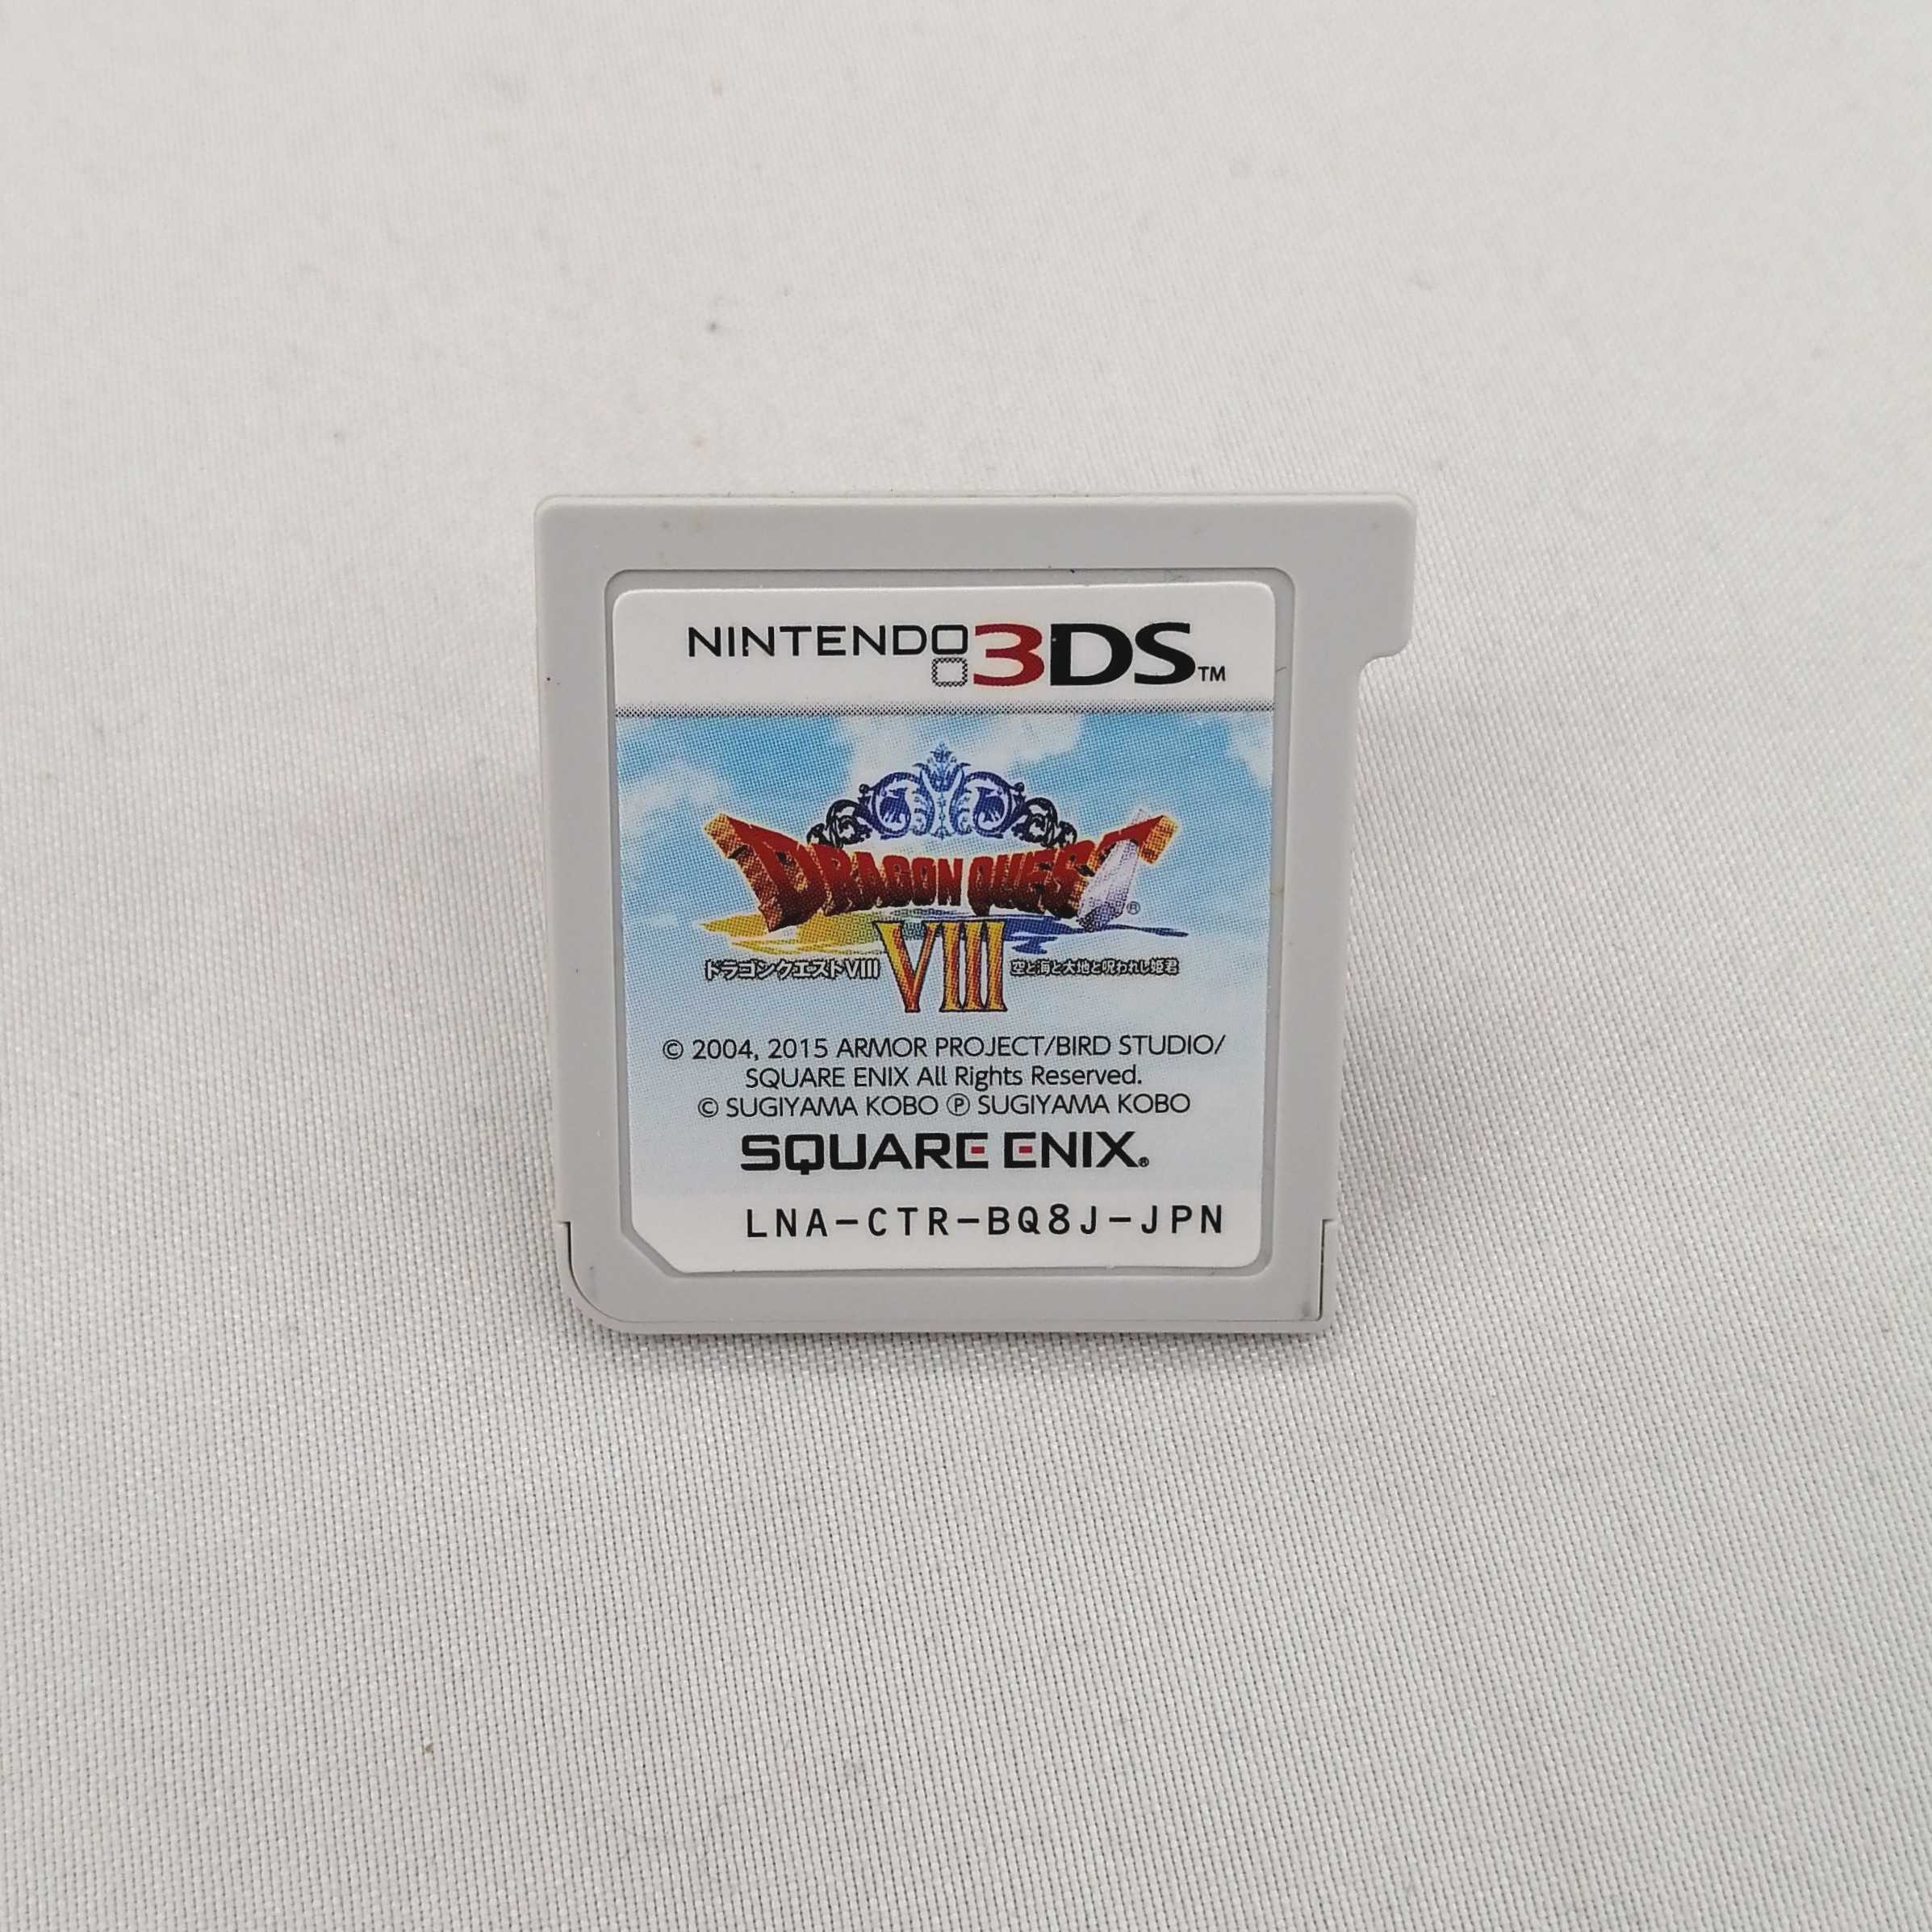 NINTENDO 3DS™
DRAGON QUEST®
ドラゴンクエストVIII VIII 空と海と大地と呪われし姫君
© 2004, 2015 ARMOR PROJECT/BIRD STUDIO/
SQUARE ENIX All Rights Reserved.
© SUGIYAMA KOBO Ⓟ SUGIYAMA KOBO
SQUARE ENIX®
LNA-CTR-BQ8J-JPN